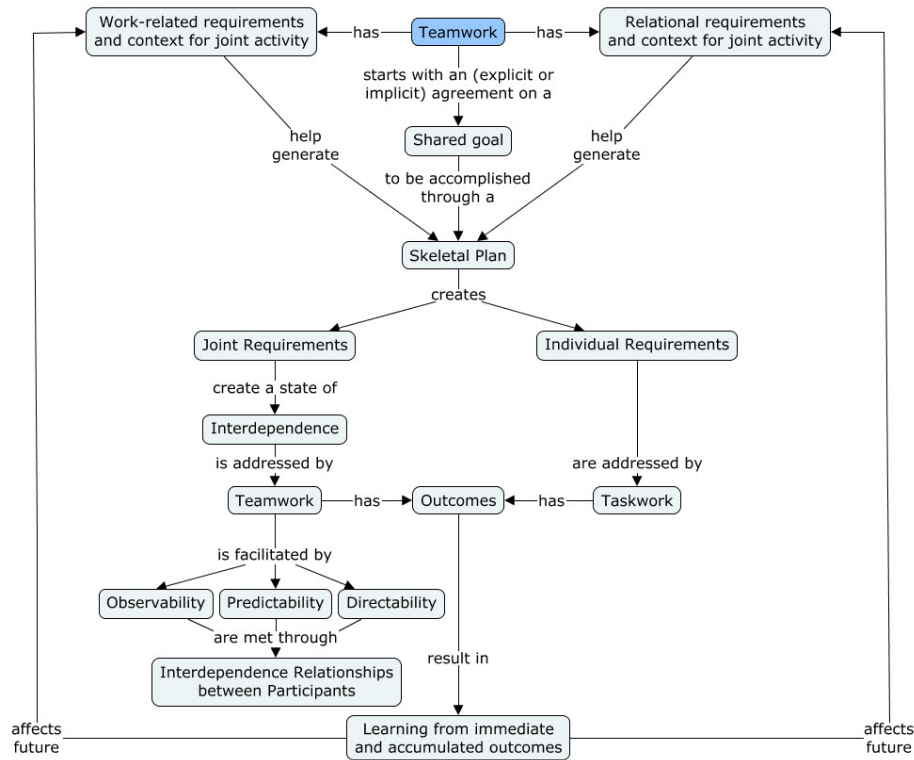 Work-related requirements
and context for joint activity
has
Teamwork
has
Relational requirements
and context for joint activity
starts with an (explicit or
implicit) agreement on a
Shared goal
help
generate
to be accomplished
through a
help
generate
Skeletal Plan
creates
Joint Requirements
Individual Requirements
create a state of
Interdependence
is addressed by
are addressed by
Teamwork
has
Outcomes
has
Taskwork
is facilitated by
Observability
Predictability
Directability
are met through
Interdependence Relationships
between Participants
result in
affects
future
Learning from immediate
and accumulated outcomes
affects
future